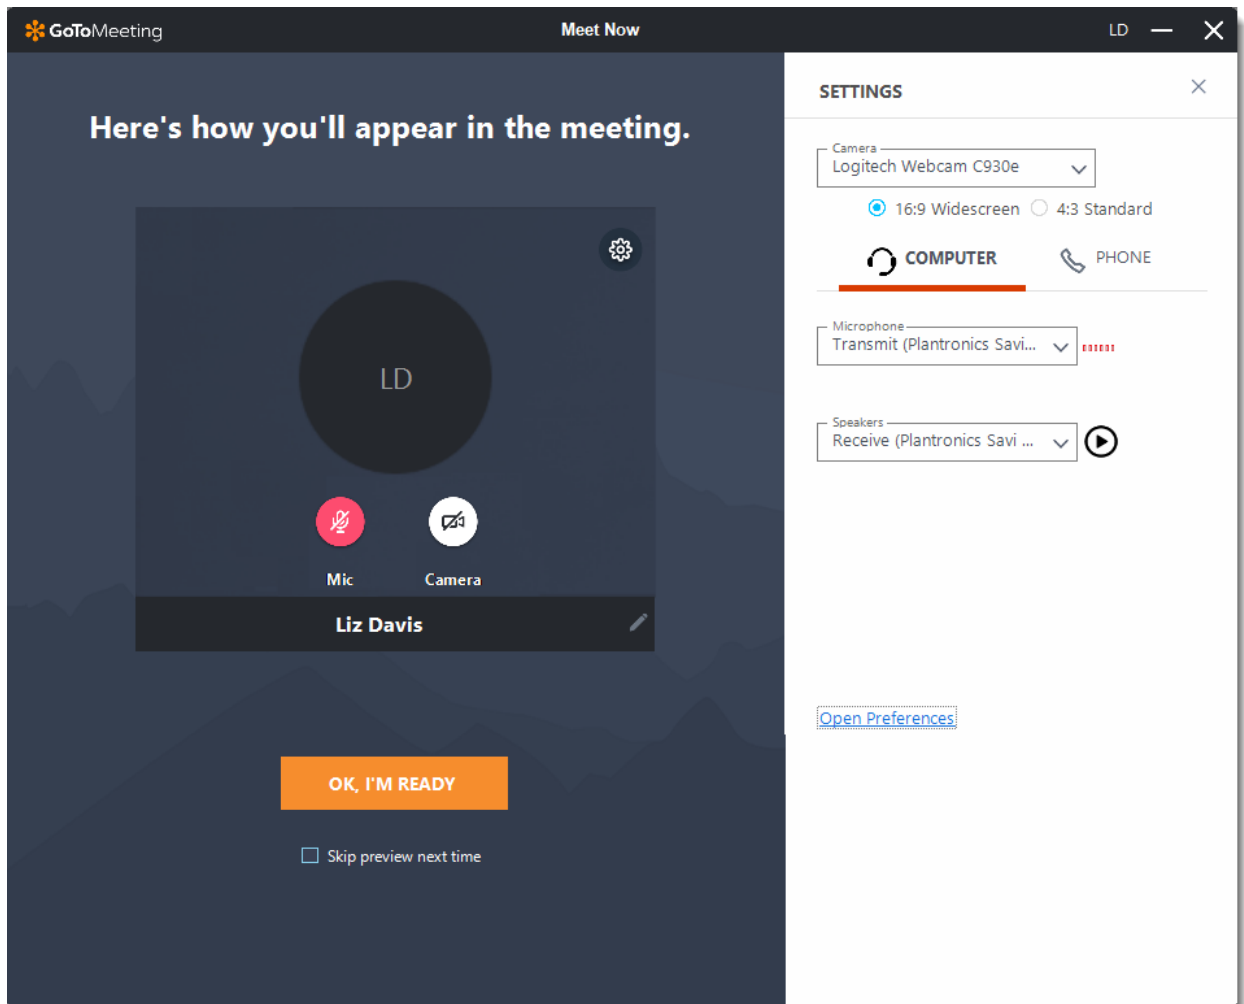 GoToMeeting
Meet Now
LD
Here's how you'll appear in the meeting.
LD
Mic
Camera
Liz Davis
OK, I'M READY
Skip preview next time
SETTINGS
Camera
Logitech Webcam C930e
16:9 Widescreen 4:3 Standard
COMPUTER PHONE
Microphone
Transmit (Plantronics Savi...
Speakers
Receive (Plantronics Savi ...
Open Preferences